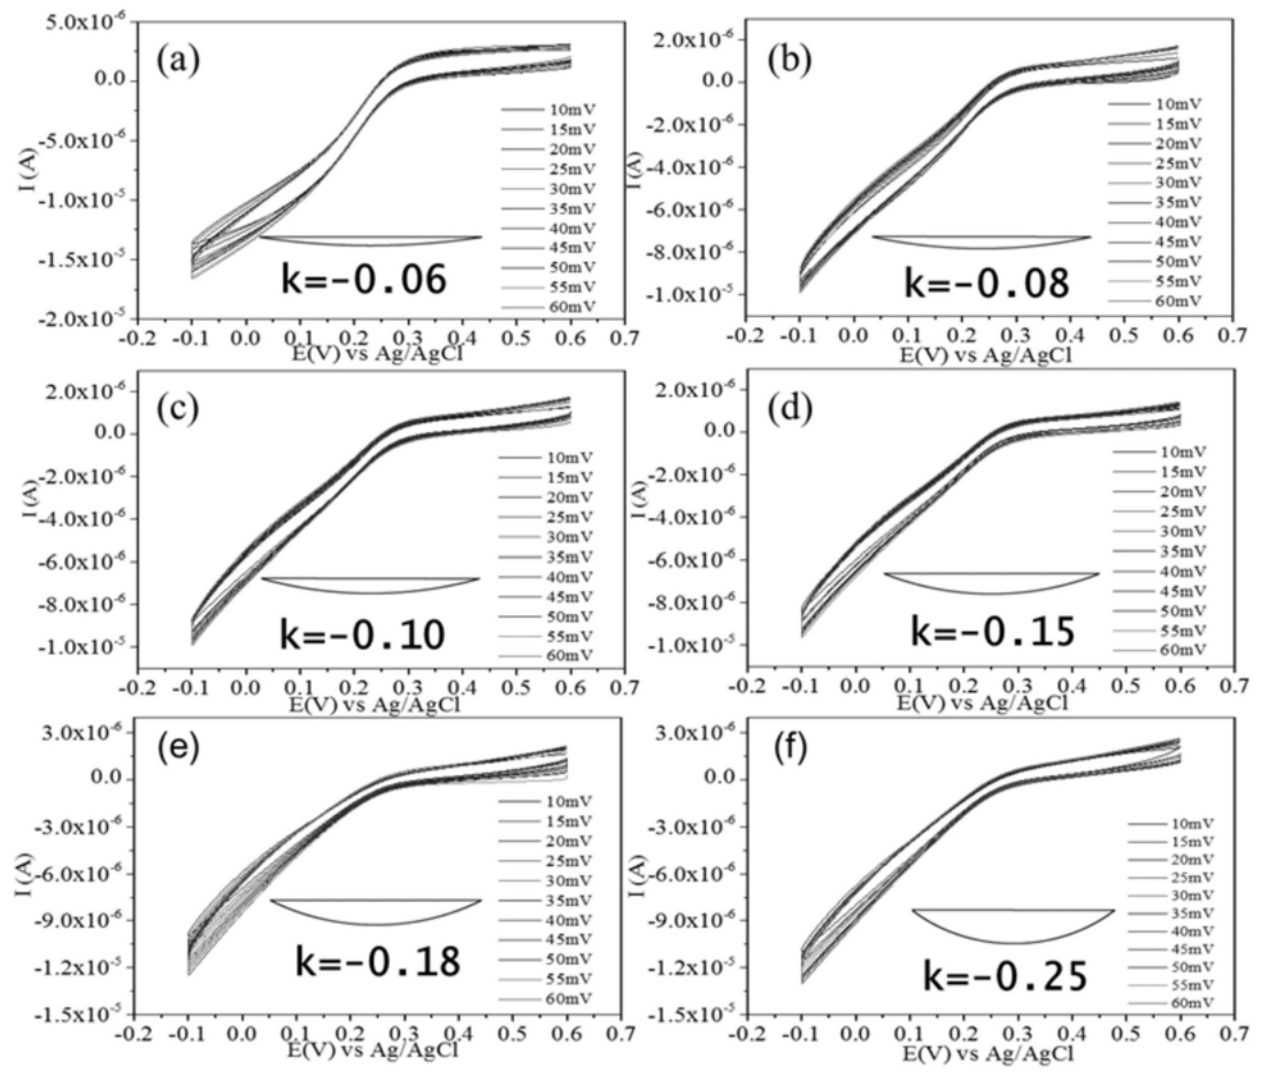 (a)
5.0x10⁻⁶
0.0
-5.0x10⁻⁶
-1.0x10⁻⁵
-1.5x10⁻⁵
-2.0x10⁻⁵
I (A)
10mV
15mV
20mV
25mV
30mV
35mV
40mV
45mV
50mV
55mV
60mV
k=-0.06
-0.2 -0.1 0.0 0.1 0.2 0.3 0.4 0.5 0.6 0.7
E(V) vs Ag/AgCl
(b)
2.0x10⁻⁶
0.0
-2.0x10⁻⁶
-4.0x10⁻⁶
-6.0x10⁻⁶
-8.0x10⁻⁶
-1.0x10⁻⁵
I (A)
10mV
15mV
20mV
25mV
30mV
35mV
40mV
45mV
50mV
55mV
60mV
k=-0.08
-0.2 -0.1 0.0 0.1 0.2 0.3 0.4 0.5 0.6 0.7
E(V) vs Ag/AgCl
(c)
2.0x10⁻⁶
0.0
-2.0x10⁻⁶
-4.0x10⁻⁶
-6.0x10⁻⁶
-8.0x10⁻⁶
-1.0x10⁻⁵
I (A)
10mV
15mV
20mV
25mV
30mV
35mV
40mV
45mV
50mV
55mV
60mV
k=-0.10
-0.2 -0.1 0.0 0.1 0.2 0.3 0.4 0.5 0.6 0.7
E(V) vs Ag/AgCl
(d)
2.0x10⁻⁶
0.0
-2.0x10⁻⁶
-4.0x10⁻⁶
-6.0x10⁻⁶
-8.0x10⁻⁶
-1.0x10⁻⁵
I (A)
10mV
15mV
20mV
25mV
30mV
35mV
40mV
45mV
50mV
55mV
60mV
k=-0.15
-0.2 -0.1 0.0 0.1 0.2 0.3 0.4 0.5 0.6 0.7
E(V) vs Ag/AgCl
(e)
3.0x10⁻⁶
0.0
-3.0x10⁻⁶
-6.0x10⁻⁶
-9.0x10⁻⁶
-1.2x10⁻⁵
-1.5x10⁻⁵
I (A)
10mV
15mV
20mV
25mV
30mV
35mV
40mV
45mV
50mV
55mV
60mV
k=-0.18
-0.2 -0.1 0.0 0.1 0.2 0.3 0.4 0.5 0.6 0.7
E(V) vs Ag/AgCl
(f)
3.0x10⁻⁶
0.0
-3.0x10⁻⁶
-6.0x10⁻⁶
-9.0x10⁻⁶
-1.2x10⁻⁵
-1.5x10⁻⁵
I (A)
10mV
15mV
20mV
25mV
30mV
35mV
40mV
45mV
50mV
55mV
60mV
k=-0.25
-0.2 -0.1 0.0 0.1 0.2 0.3 0.4 0.5 0.6 0.7
E(V) vs Ag/AgCl